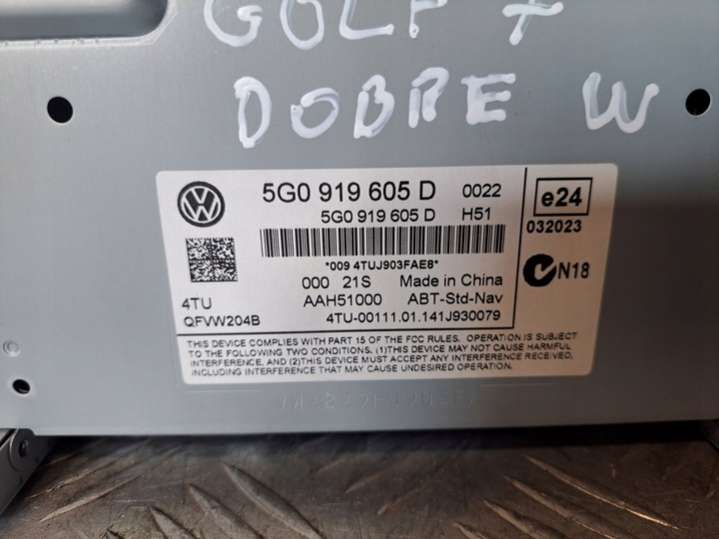 GOLF 7
DOBRE W
5G0 919 605 D 0022
5G0 919 605 D H51
e24
032023
*009 4TUJ903FAE8*
000 21S Made in China
N18
4TU AAH51000 ABT-Std-Nav
QFVW204B 4TU-00111.01.141J930079
THIS DEVICE COMPLIES WITH PART 15 OF THE FCC RULES. OPERATION IS SUBJECT
TO THE FOLLOWING TWO CONDITIONS. (1)THIS DEVICE MAY NOT CAUSE HARMFUL
INTERFERENCE, AND (2)THIS DEVICE MUST ACCEPT ANY INTERFERENCE RECEIVED,
INCLUDING INTERFERENCE THAT MAY CAUSE UNDESIRED OPERATION.